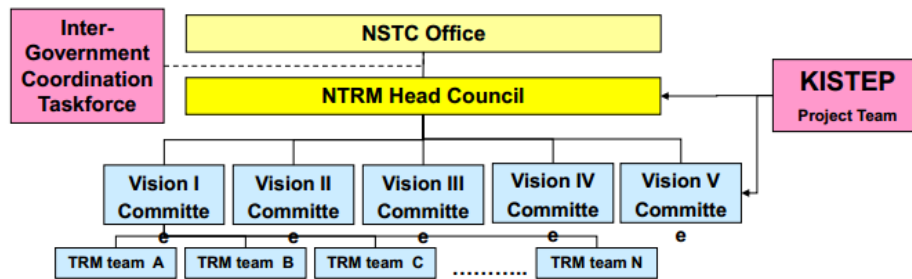 Inter-
Government
Coordination
Taskforce
NSTC Office
NTRM Head Council
KISTEP
Project Team
Vision I
Committe
e
Vision II
Committe
e
Vision III
Committe
e
Vision IV
Committe
e
Vision V
Committe
e
TRM team A
TRM team B
TRM team C
...........
TRM team N